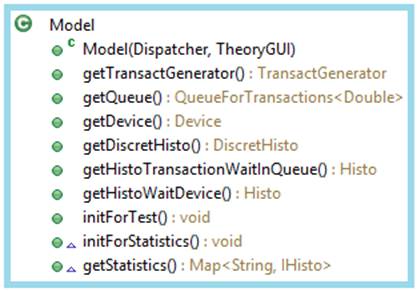 Model
Model(Dispatcher, TheoryGUI)
getTransactGenerator() : TransactGenerator
getQueue() : QueueForTransactions<Double>
getDevice() : Device
getDiscretHisto() : DiscretHisto
getHistoTransactionWaitInQueue() : Histo
getHistoWaitDevice() : Histo
initForTest() : void
initForStatistics() : void
getStatistics() : Map<String, IHisto>